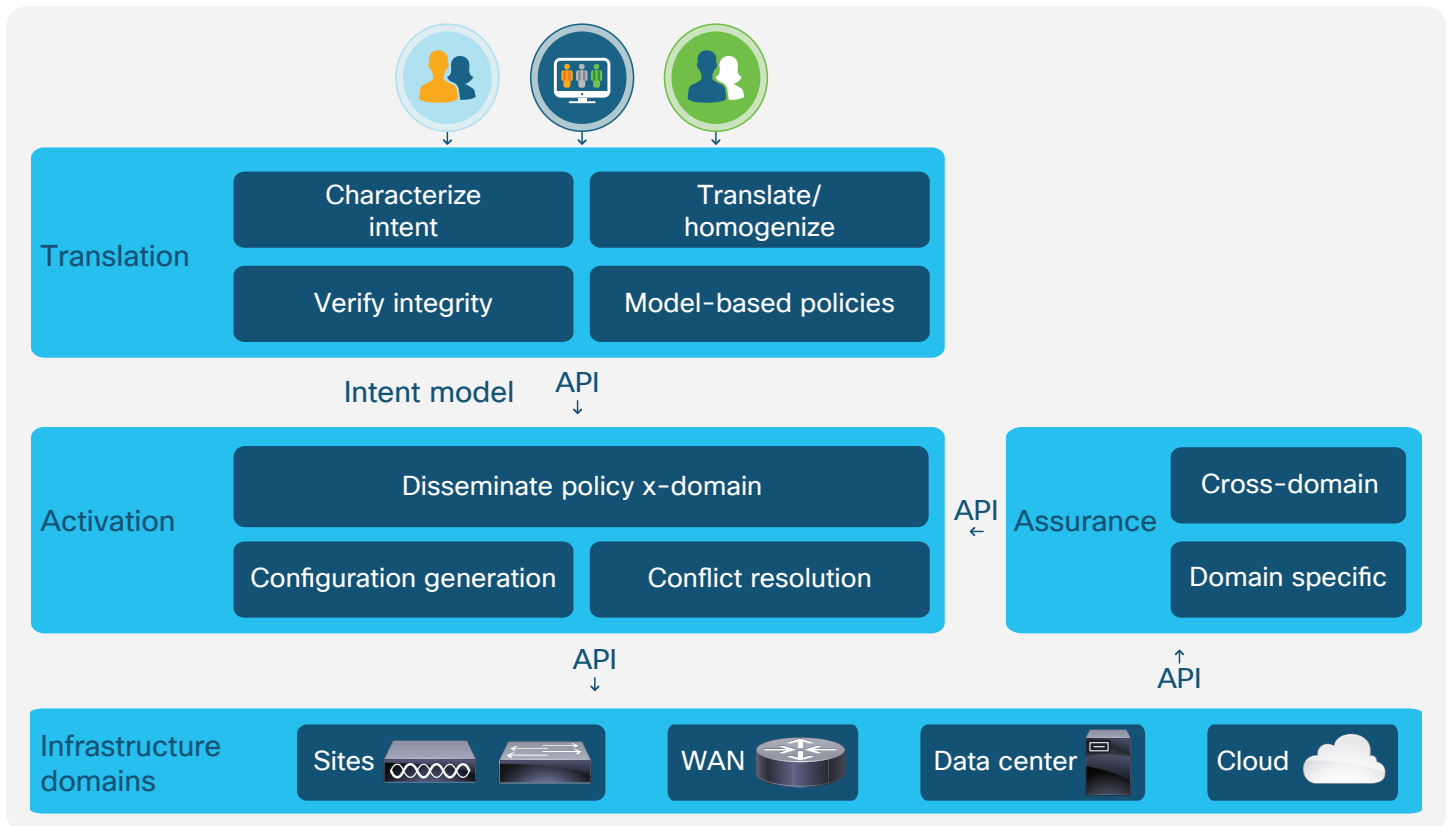 Translation
Characterize
intent
Translate/
homogenize
Verify integrity
Model-based policies
Intent model
API
Activation
Disseminate policy x-domain
Configuration generation
Conflict resolution
API
Assurance
Cross-domain
Domain specific
API
API
Infrastructure
domains
Sites
WAN
Data center
Cloud